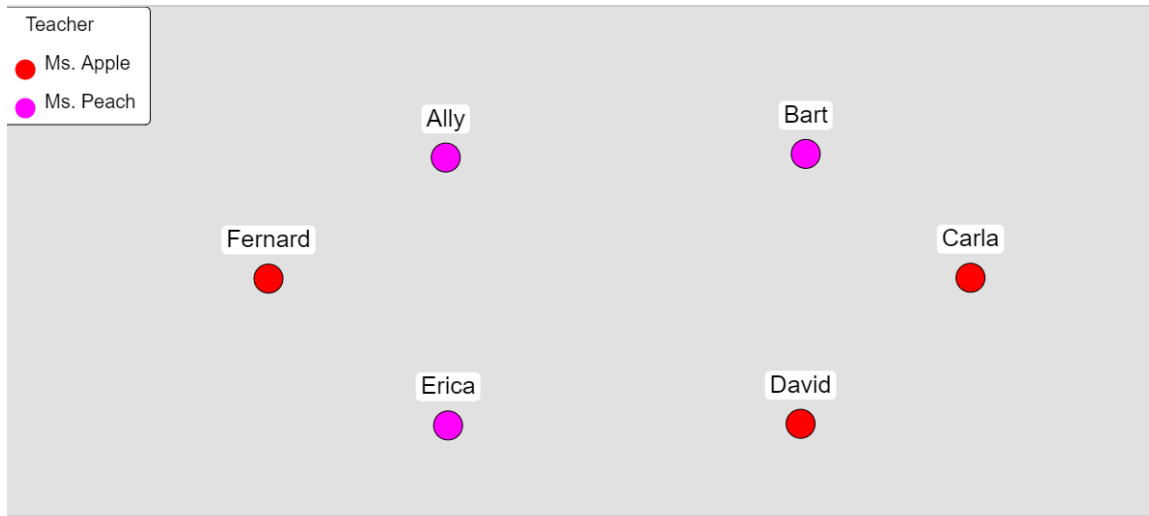 Teacher
Ms. Apple
Ms. Peach
Ally
Bart
Fernard
Carla
Erica
David